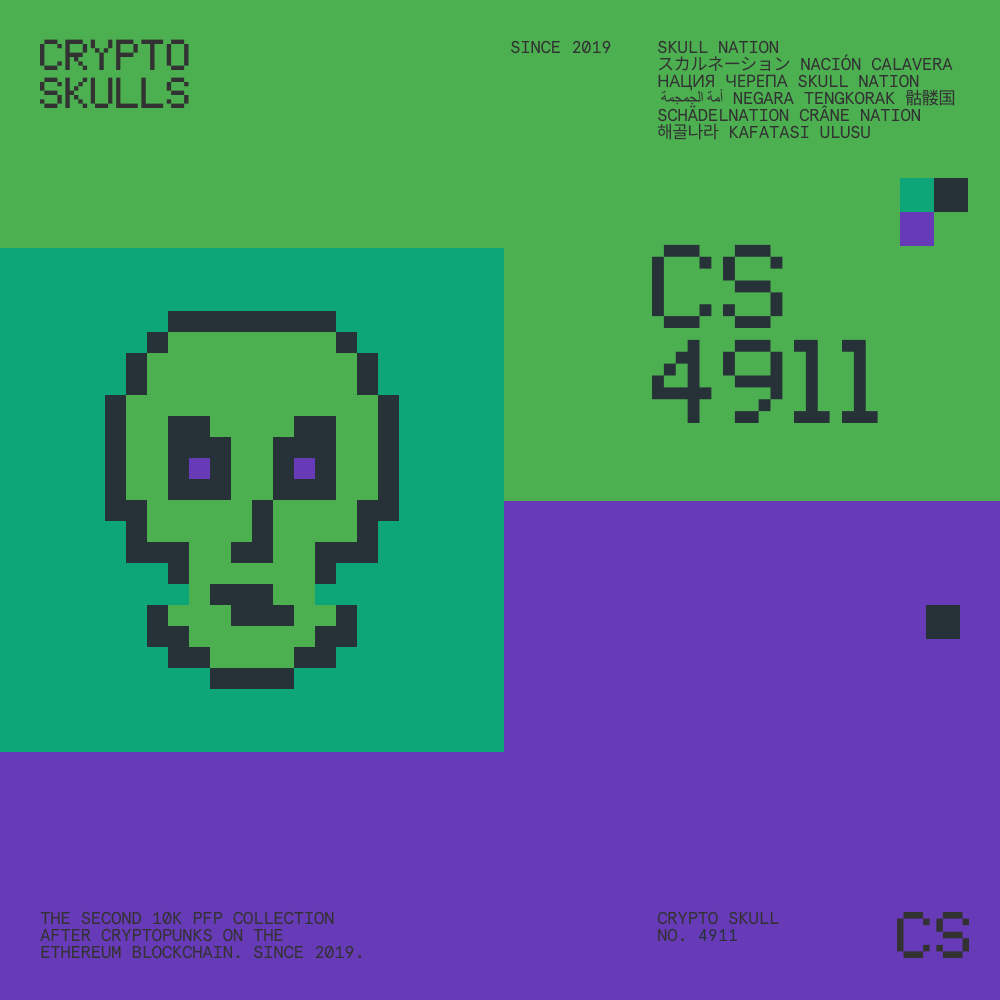 CRYPTO
SKULLS
SINCE 2019
SKULL NATION
スカルネーション NACIÓN CALAVERA
НАЦИЯ ЧЕРЕПА SKULL NATION
أمة الجمجمة NEGARA TENGKORAK 骷髅国
SCHÄDELNATION CRÂNE NATION
해골나라 KAFATASI ULUSU
CS
4911
THE SECOND 10K PFP COLLECTION
AFTER CRYPTOPUNKS ON THE
ETHEREUM BLOCKCHAIN. SINCE 2019.
CRYPTO SKULL
NO. 4911
CS